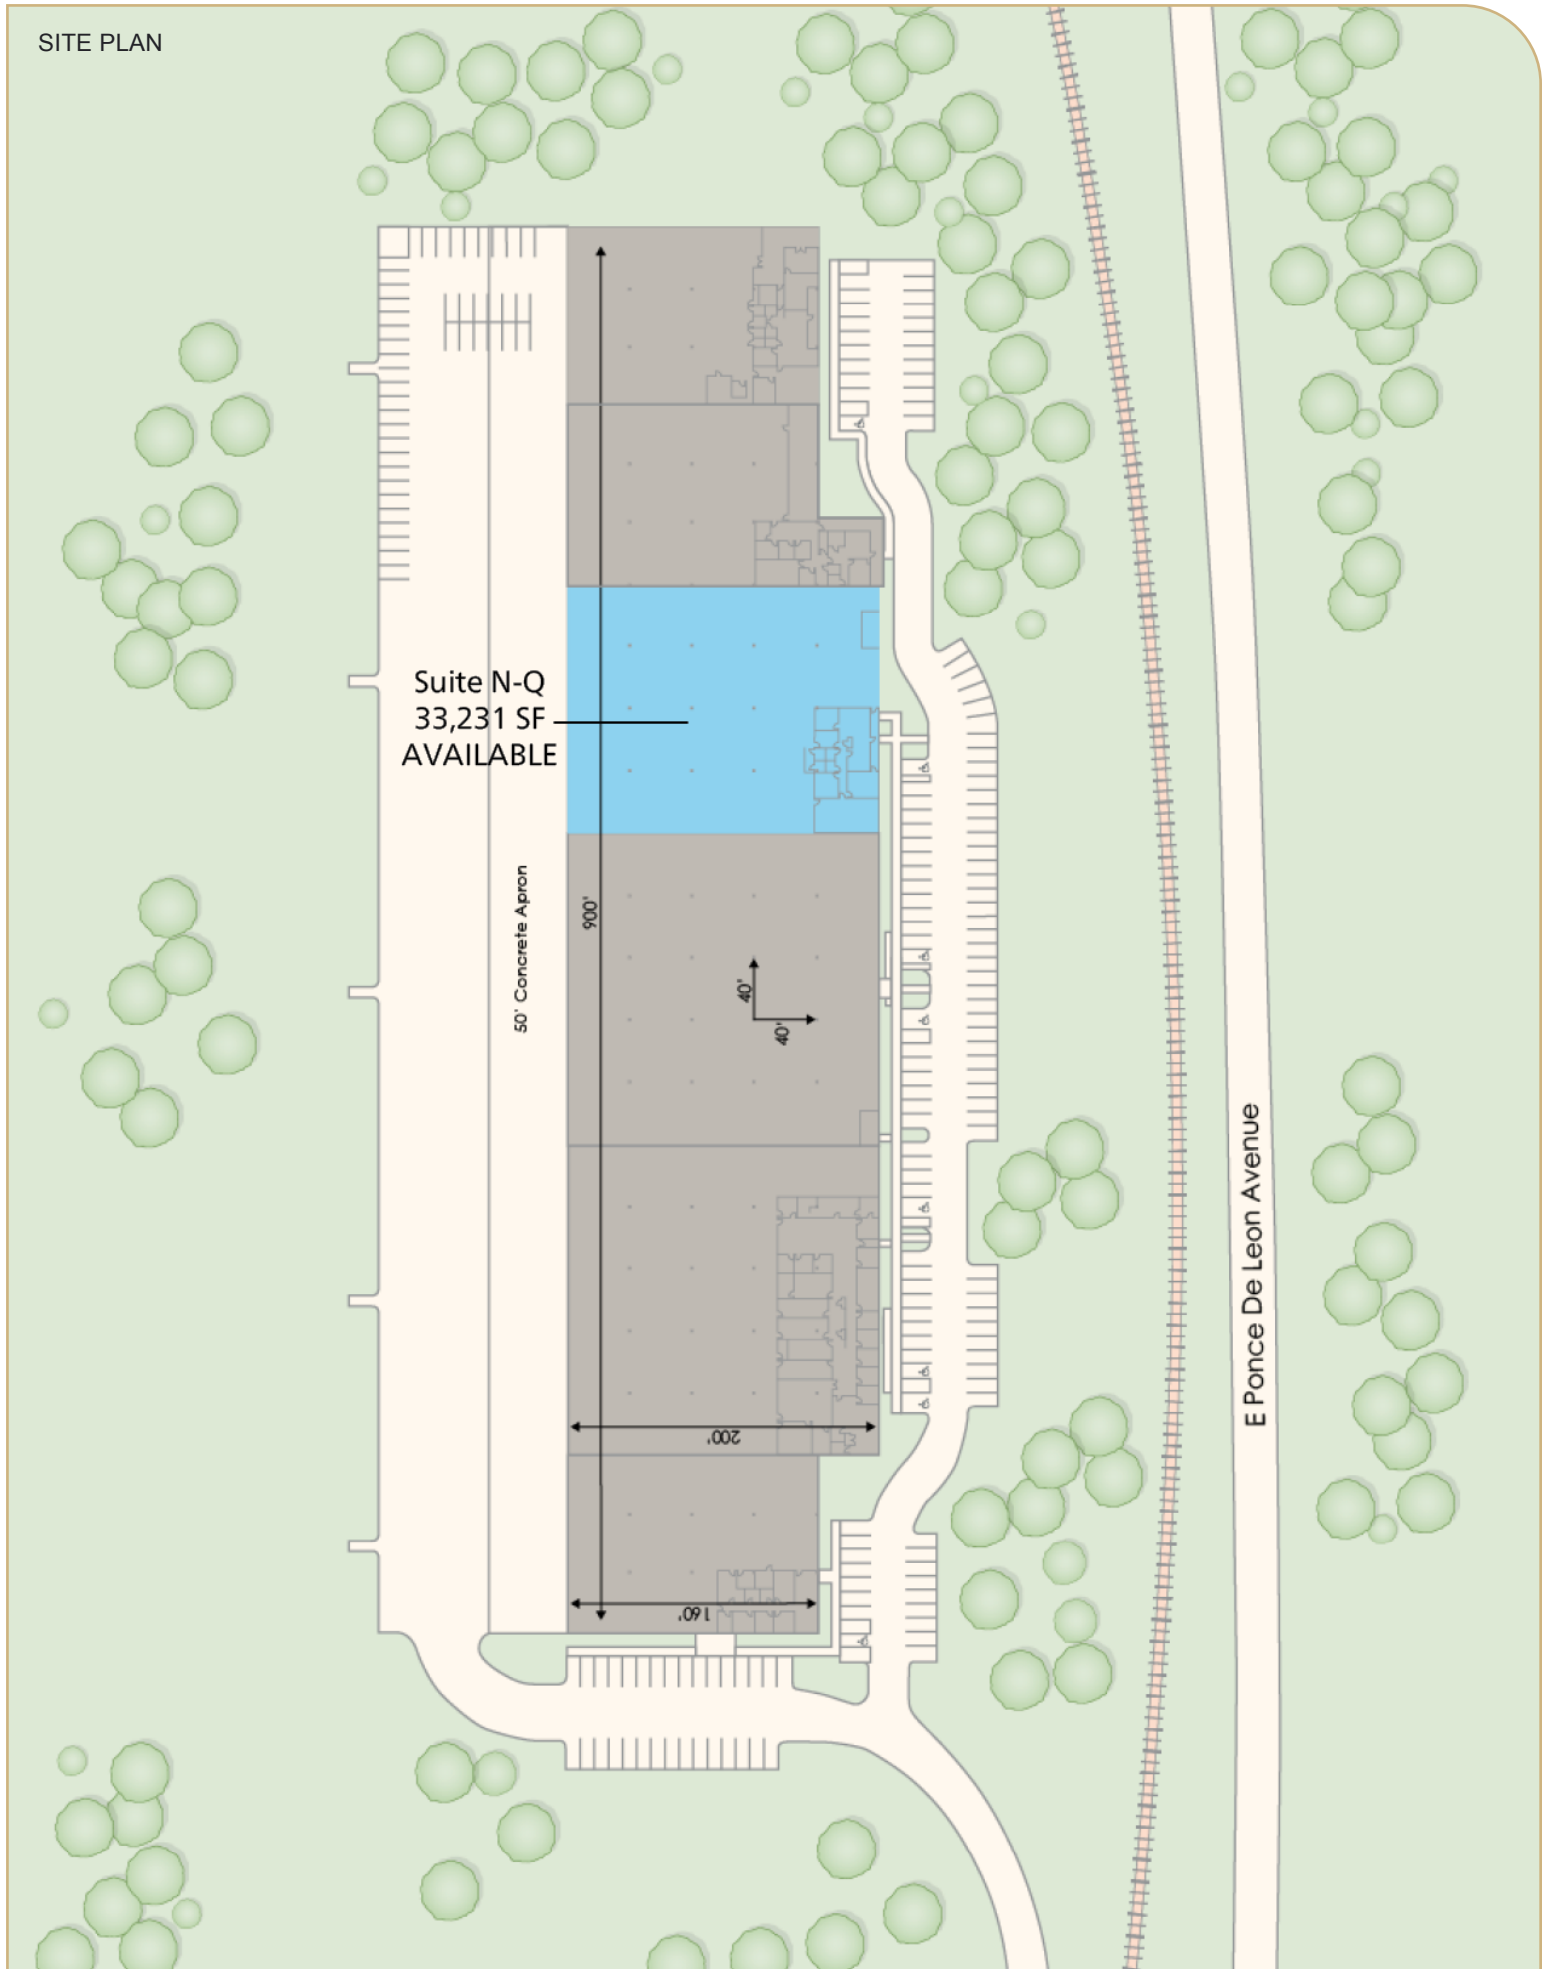 SITE PLAN
Suite N-Q
33,231 SF
AVAILABLE
50' Concrete Apron
900'
40'
40'
200'
160'
E Ponce De Leon Avenue